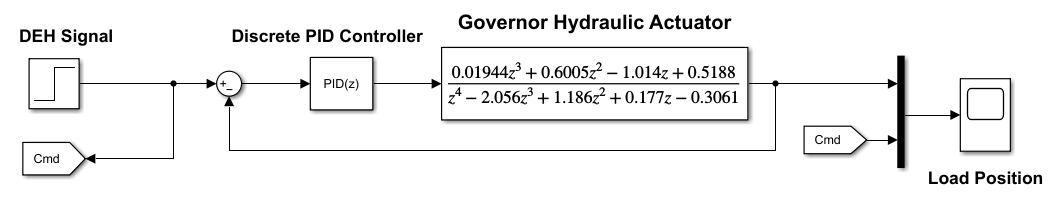 Governor Hydraulic Actuator
DEH Signal
Discrete PID Controller
+
−
PID(z)
0.01944z³ + 0.6005z² − 1.014z + 0.5188
z⁴ − 2.056z³ + 1.186z² + 0.177z − 0.3061
Cmd
Cmd
Load Position